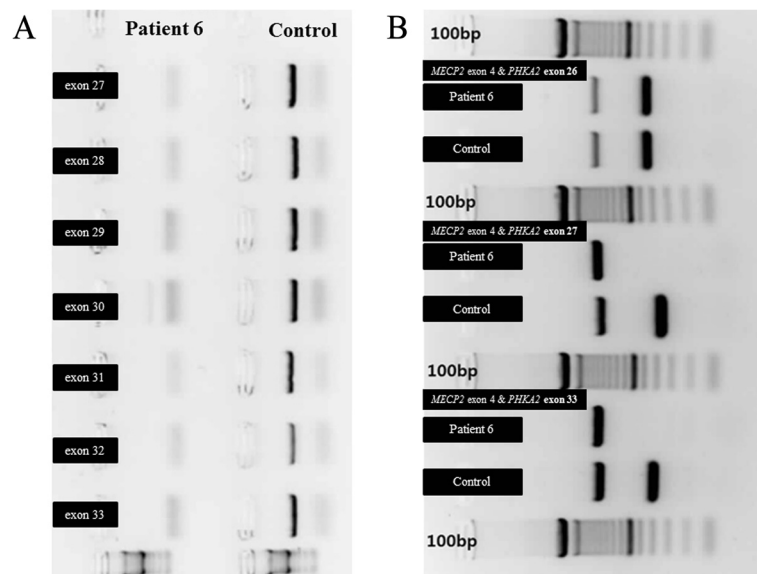 A
Patient 6
Control
exon 27
exon 28
exon 29
exon 30
exon 31
exon 32
exon 33
B
100bp
MECP2 exon 4 & PHKA2 exon 26
Patient 6
Control
100bp
MECP2 exon 4 & PHKA2 exon 27
Patient 6
Control
100bp
MECP2 exon 4 & PHKA2 exon 33
Patient 6
Control
100bp